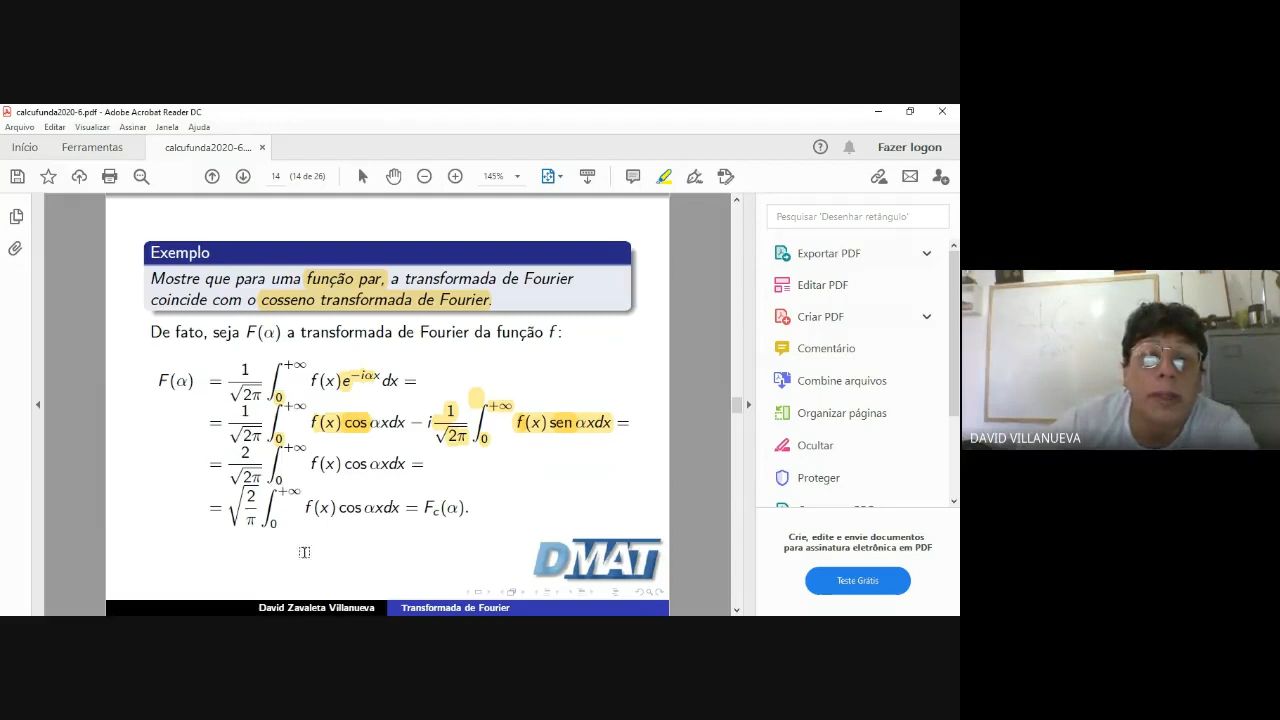 calcufunda2020-6.pdf - Adobe Acrobat Reader DC
Arquivo Editar Visualizar Assinar Janela Ajuda
Início Ferramentas calcufunda2020-6.... × Fazer logon
14 (14 de 26) 145%
Exemplo
Mostre que para uma função par, a transformada de Fourier
coincide com o cosseno transformada de Fourier.
De fato, seja F(α) a transformada de Fourier da função f:
F(α) = 1/√2π ∫₀^{+∞} f(x)e^{−iαx}dx =
= 1/√2π ∫₀^{+∞} f(x) cos αxdx − i 1/√2π ∫₀^{+∞} f(x) sen αxdx =
= 2/√2π ∫₀^{+∞} f(x) cos αxdx =
= √(2/π) ∫₀^{+∞} f(x) cos αxdx = F_c(α).
DMAT
David Zavaleta Villanueva Transformada de Fourier
Pesquisar 'Desenhar retângulo'
Exportar PDF
Editar PDF
Criar PDF
Comentário
Combine arquivos
Organizar páginas
Ocultar
Proteger
Crie, edite e envie documentos
para assinatura eletrônica em PDF
Teste Grátis
DAVID VILLANUEVA